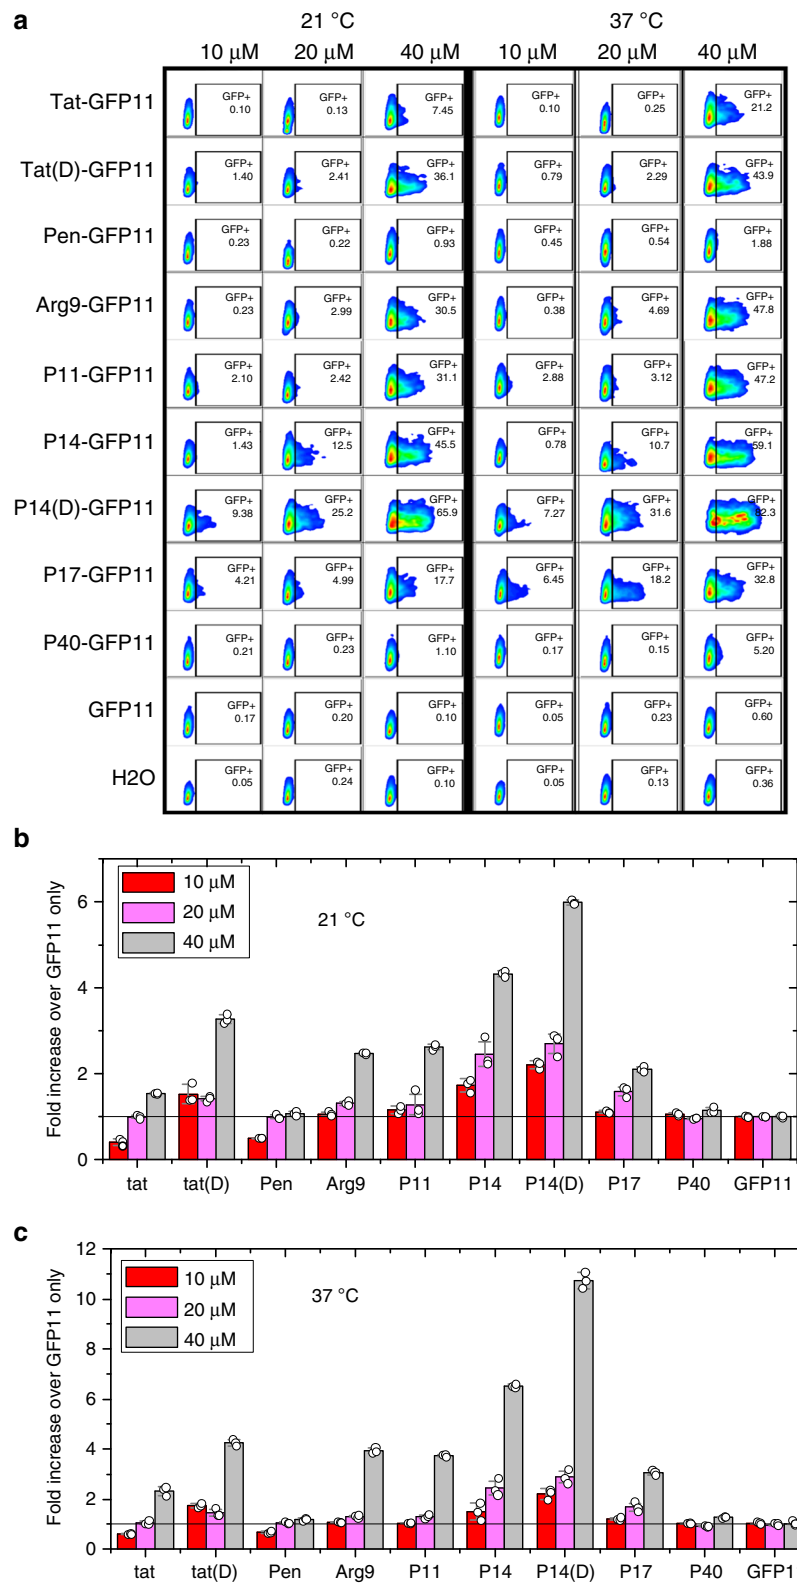 a
21 °C 37 °C
10 μM 20 μM 40 μM 10 μM 20 μM 40 μM
Tat-GFP11
GFP+ 0.10 GFP+ 0.13 GFP+ 7.45 GFP+ 0.10 GFP+ 0.25 GFP+ 21.2
Tat(D)-GFP11
GFP+ 1.40 GFP+ 2.41 GFP+ 36.1 GFP+ 0.79 GFP+ 2.29 GFP+ 43.9
Pen-GFP11
GFP+ 0.23 GFP+ 0.22 GFP+ 0.93 GFP+ 0.45 GFP+ 0.54 GFP+ 1.88
Arg9-GFP11
GFP+ 0.23 GFP+ 2.99 GFP+ 30.5 GFP+ 0.38 GFP+ 4.69 GFP+ 47.8
P11-GFP11
GFP+ 2.10 GFP+ 2.42 GFP+ 31.1 GFP+ 2.88 GFP+ 3.12 GFP+ 47.2
P14-GFP11
GFP+ 1.43 GFP+ 12.5 GFP+ 45.5 GFP+ 0.78 GFP+ 10.7 GFP+ 59.1
P14(D)-GFP11
GFP+ 9.38 GFP+ 25.2 GFP+ 65.9 GFP+ 7.27 GFP+ 31.6 GFP+
P17-GFP11
GFP+ 4.21 GFP+ 4.99 GFP+ 17.7 GFP+ 6.45 GFP+ 18.2 GFP+ 32.8
P40-GFP11
GFP+ 0.21 GFP+ 0.23 GFP+ 1.10 GFP+ 0.17 GFP+ 0.15 GFP+ 5.20
GFP11
GFP+ 0.17 GFP+ 0.20 GFP+ 0.10 GFP+ 0.05 GFP+ 0.23 GFP+ 0.60
H2O
GFP+ 0.05 GFP+ 0.24 GFP+ 0.10 GFP+ 0.05 GFP+ 0.13 GFP+ 0.36
b
Fold increase over GFP11 only
6
4
2
0
10 μM
20 μM
40 μM
21 °C
tat tat(D) Pen Arg9 P11 P14 P14(D) P17 P40 GFP11
c
Fold increase over GFP11 only
12
10
8
6
4
2
0
10 μM
20 μM
40 μM
37 °C
tat tat(D) Pen Arg9 P11 P14 P14(D) P17 P40 GFP1